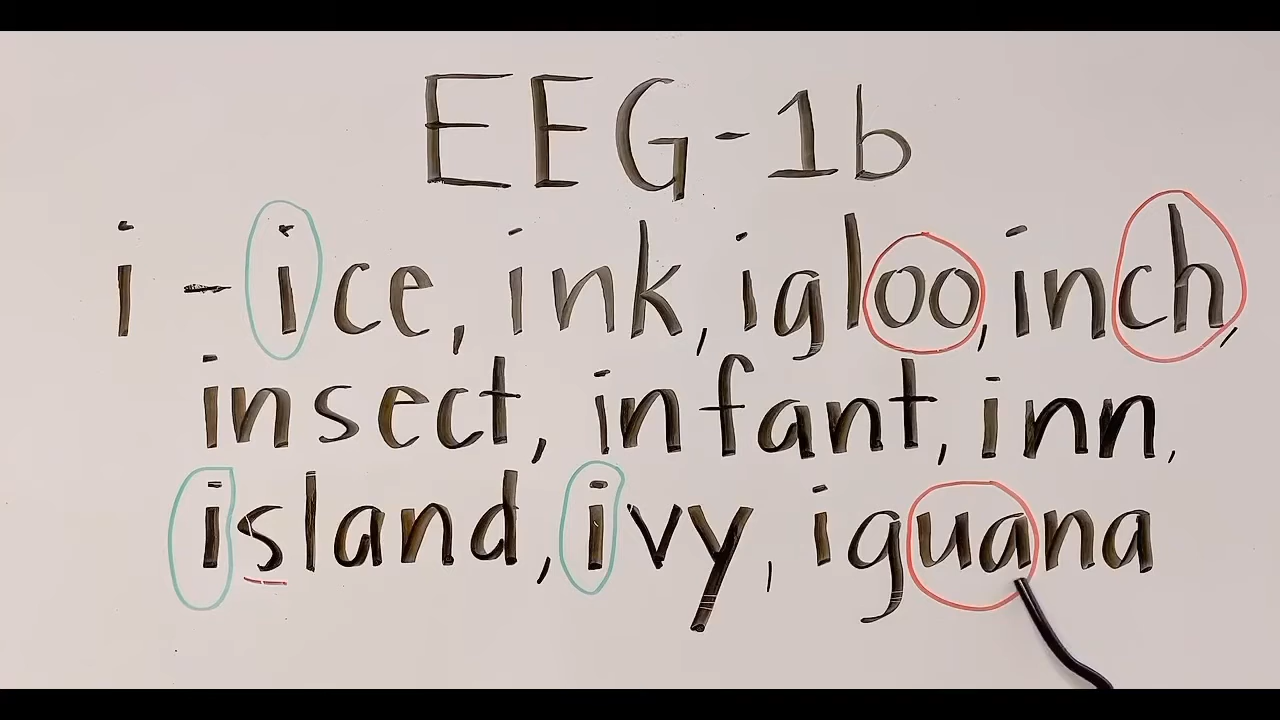 EEG-1b
i - ice, ink, igloo, inch,
insect, infant, inn,
island, ivy, iguana